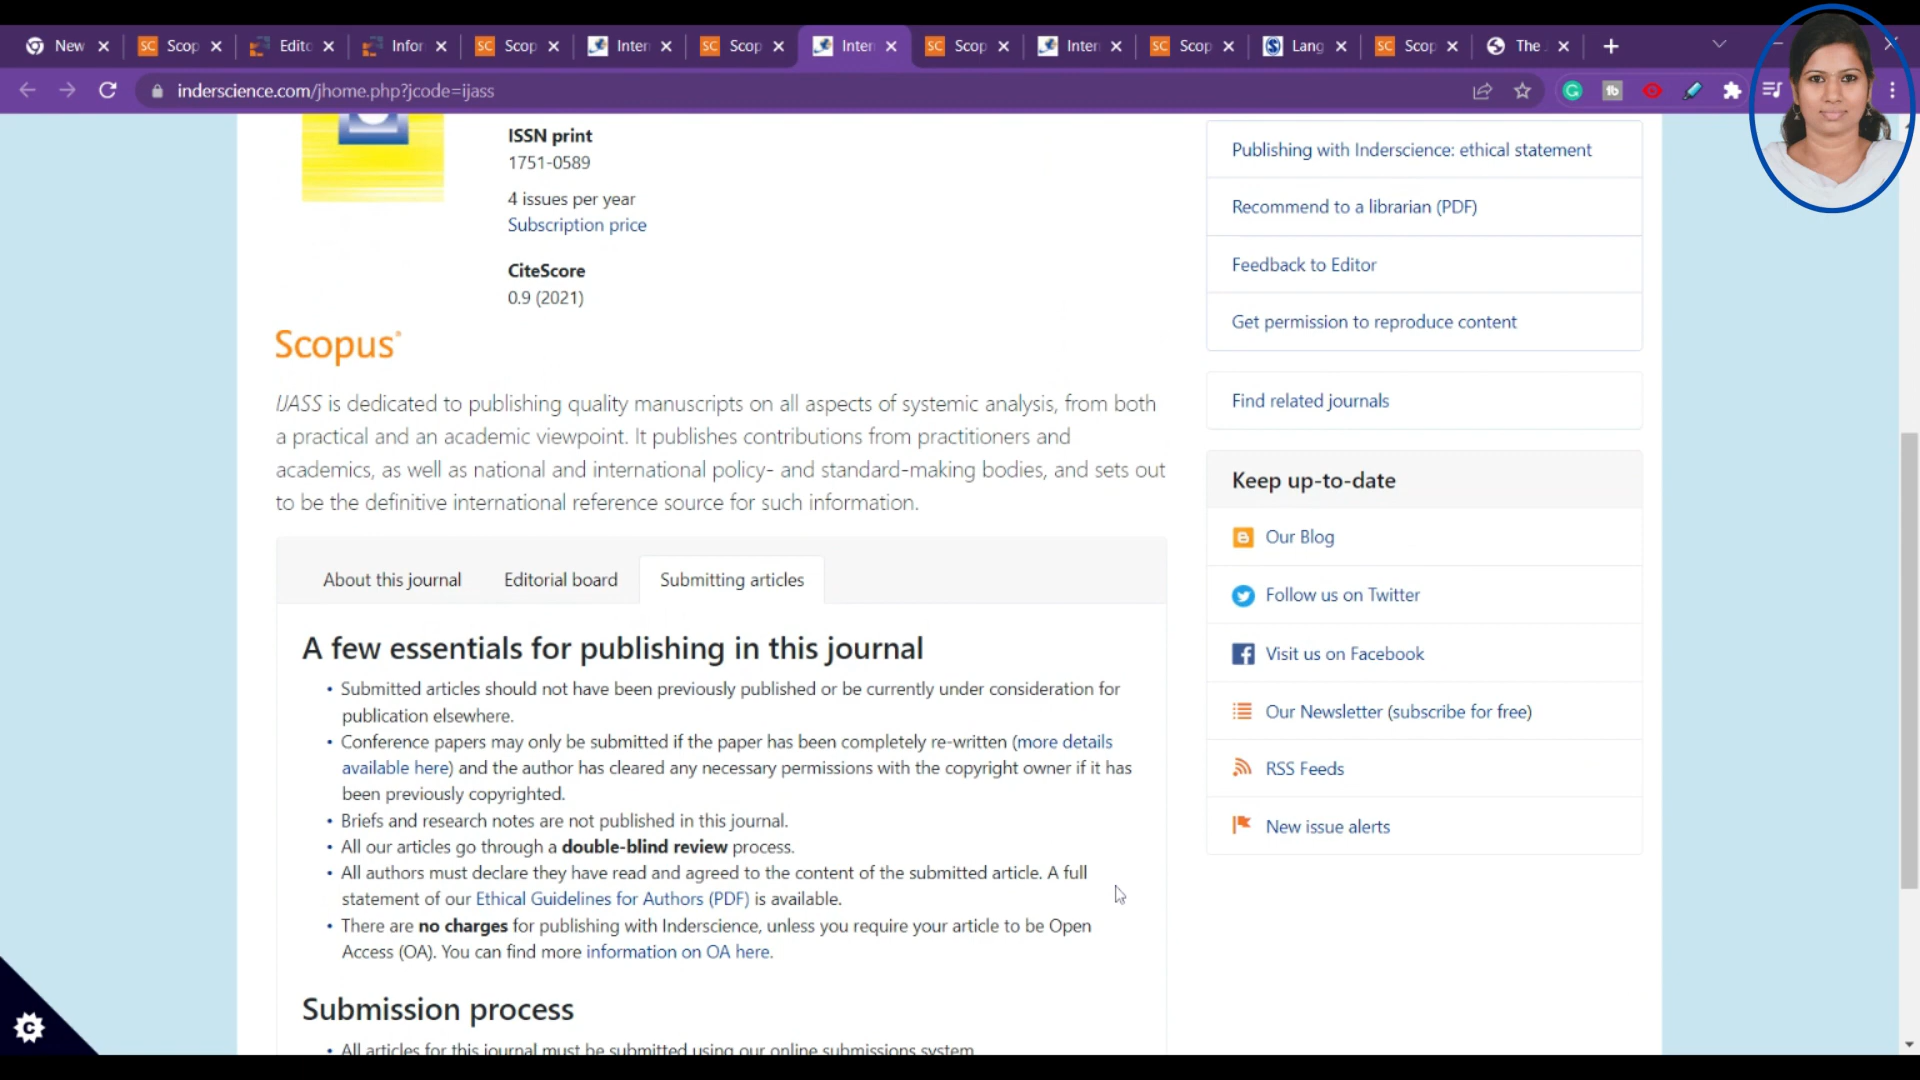 New
Scop
Edito
Infor
Scop
Inter
Scop
Inter
Scop
Inter
Scop
Lang
Scop
The
inderscience.com/jhome.php?jcode=ijass
ISSN print
1751-0589
4 issues per year
Subscription price
CiteScore
0.9 (2021)
Scopus®
IJASS is dedicated to publishing quality manuscripts on all aspects of systemic analysis, from both
a practical and an academic viewpoint. It publishes contributions from practitioners and
academics, as well as national and international policy- and standard-making bodies, and sets out
to be the definitive international reference source for such information.
About this journal
Editorial board
Submitting articles
A few essentials for publishing in this journal
• Submitted articles should not have been previously published or be currently under consideration for
publication elsewhere.
• Conference papers may only be submitted if the paper has been completely re-written (more details
available here) and the author has cleared any necessary permissions with the copyright owner if it has
been previously copyrighted.
• Briefs and research notes are not published in this journal.
• All our articles go through a double-blind review process.
• All authors must declare they have read and agreed to the content of the submitted article. A full
statement of our Ethical Guidelines for Authors (PDF) is available.
• There are no charges for publishing with Inderscience, unless you require your article to be Open
Access (OA). You can find more information on OA here.
Submission process
• All articles for this journal must be submitted using our online submissions system
Publishing with Inderscience: ethical statement
Recommend to a librarian (PDF)
Feedback to Editor
Get permission to reproduce content
Find related journals
Keep up-to-date
Our Blog
Follow us on Twitter
Visit us on Facebook
Our Newsletter (subscribe for free)
RSS Feeds
New issue alerts